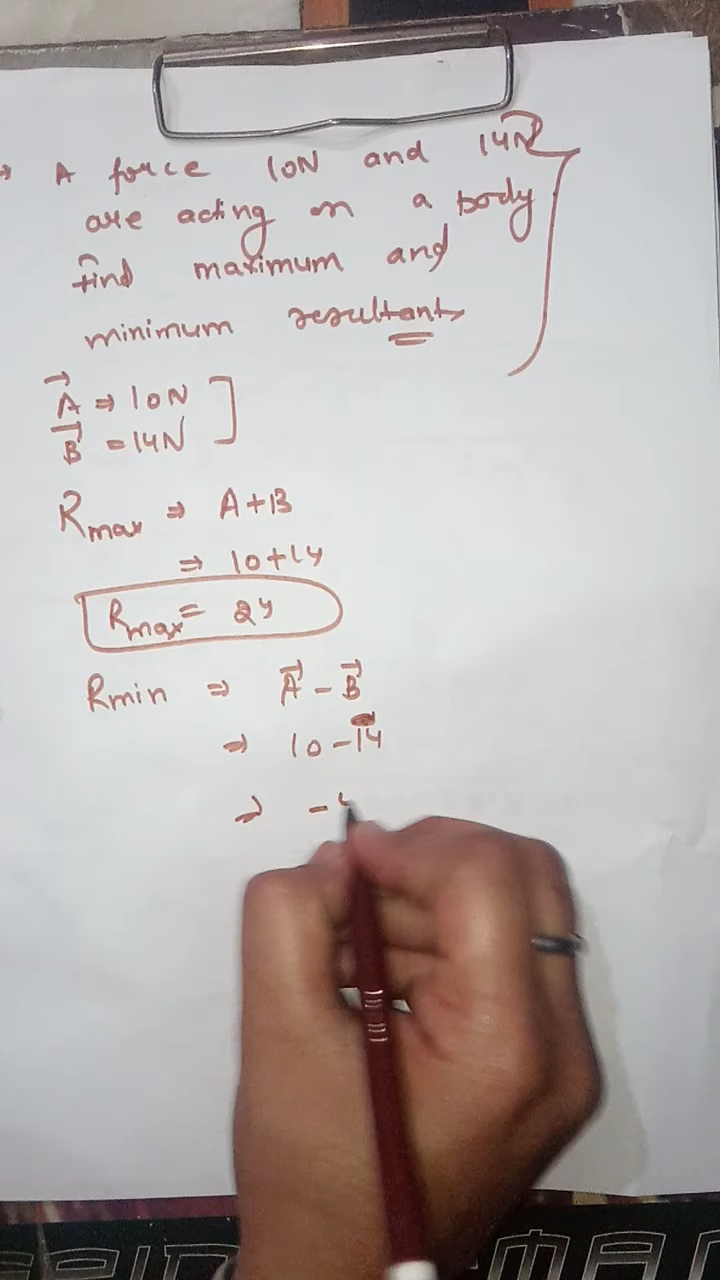 A force 10N and 14N
are acting on a body
find maximum and
minimum resultant
A ⇒ 10N
B = 14N
Rmax ⇒ A+B
⇒ 10+14
Rmax = 24
Rmin ⇒ A - B
⇒ 10-14
⇒ -4